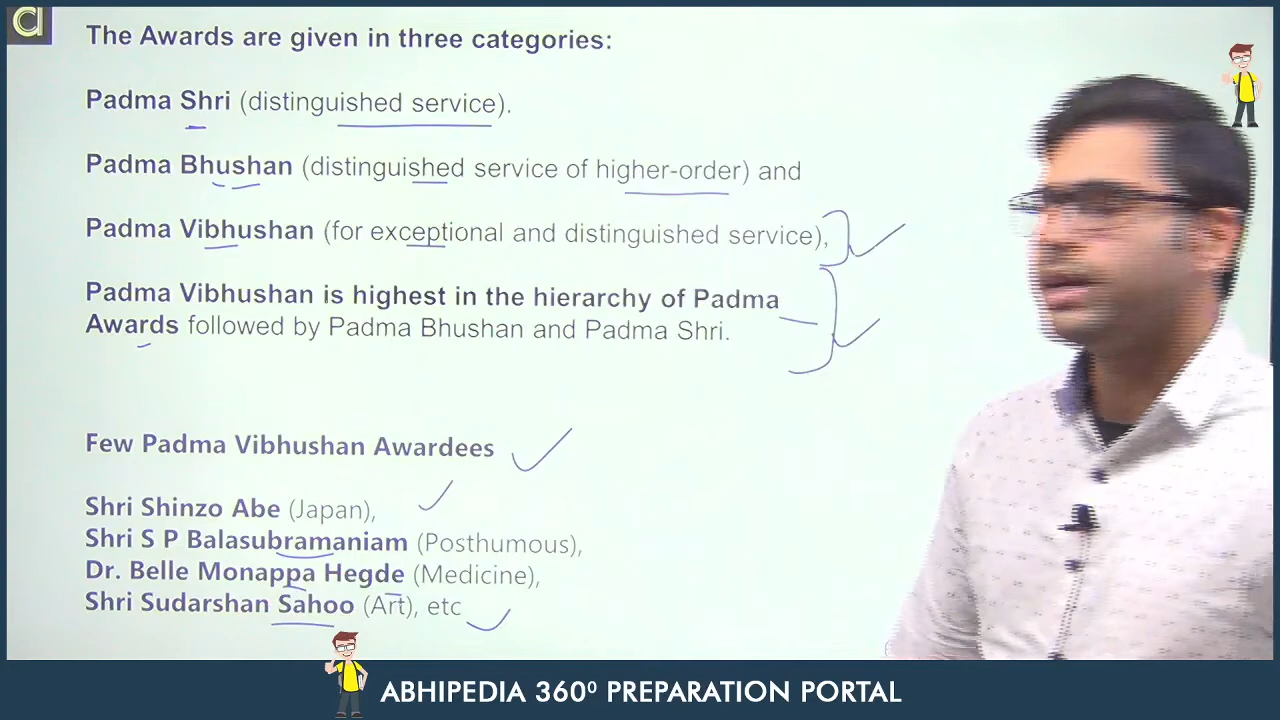 d
The Awards are given in three categories:
Padma Shri (distinguished service).
Padma Bhushan (distinguished service of higher-order) and
Padma Vibhushan (for exceptional and distinguished service),
Padma Vibhushan is highest in the hierarchy of Padma
Awards followed by Padma Bhushan and Padma Shri.
Few Padma Vibhushan Awardees
Shri Shinzo Abe (Japan),
Shri S P Balasubramaniam (Posthumous),
Dr. Belle Monappa Hegde (Medicine),
Shri Sudarshan Sahoo (Art), etc
ABHIPEDIA 360⁰ PREPARATION PORTAL